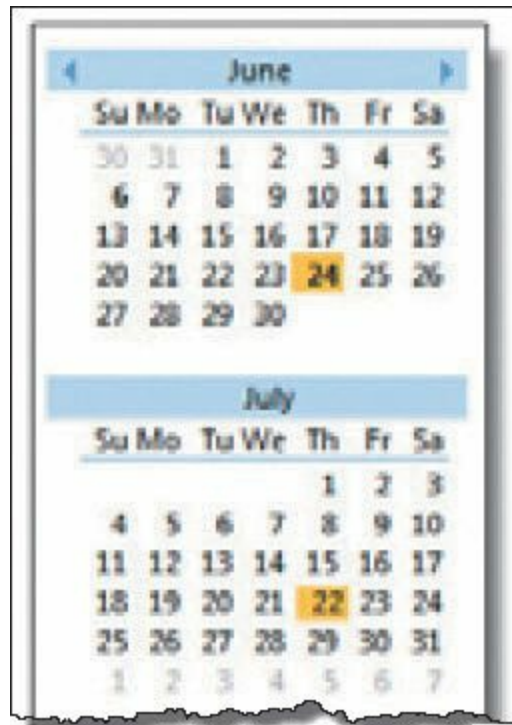 June
Su Mo Tu We Th Fr Sa
30 31 1 2 3 4 5
6 7 8 9 10 11 12
13 14 15 16 17 18 19
20 21 22 23 24 25 26
27 28 29 30
July
Su Mo Tu We Th Fr Sa
1 2 3
4 5 6 7 8 9 10
11 12 13 14 15 16 17
18 19 20 21 22 23 24
25 26 27 28 29 30 31
1 2 3 4 5 6 7